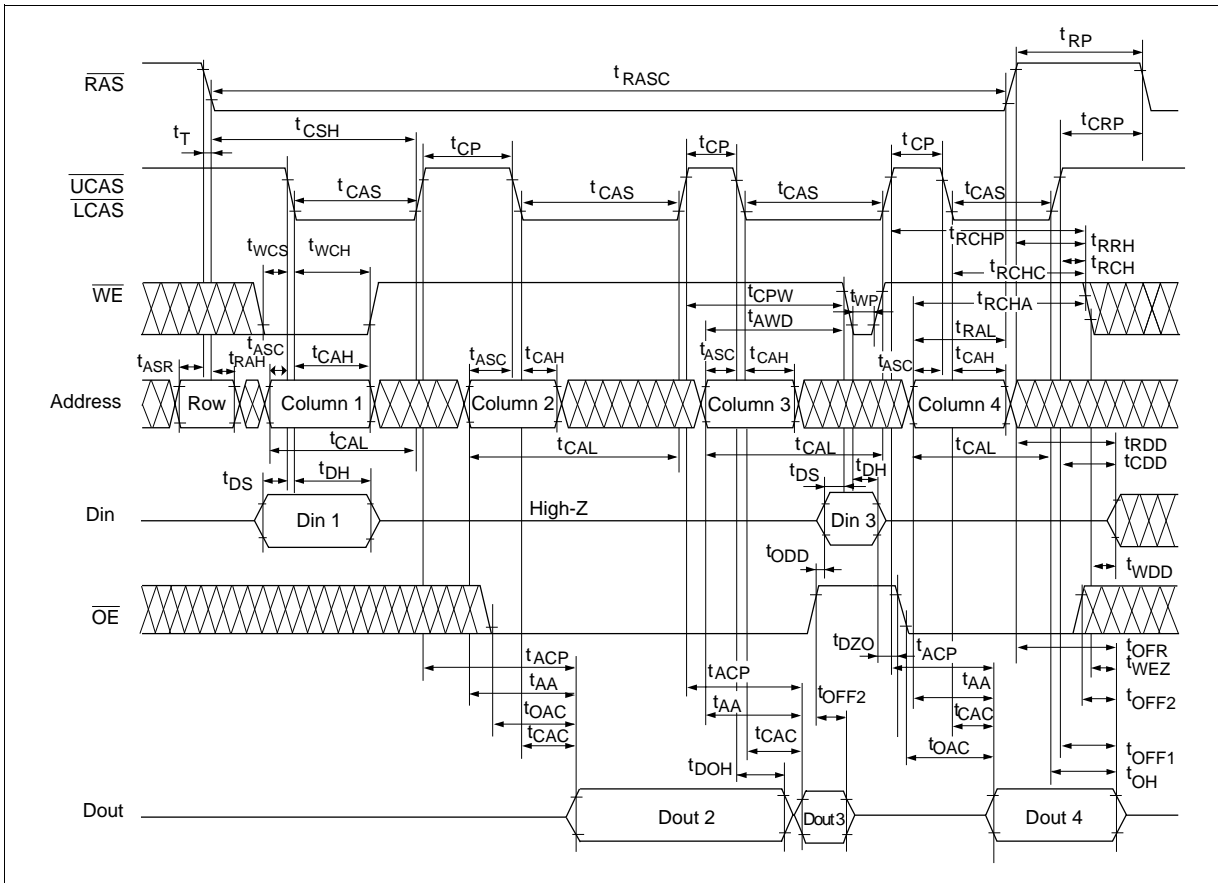 tRP
RAS
tRASC
tT
tCSH
tCP
tCP
tCP
tCRP
UCAS
LCAS
tCAS
tCAS
tCAS
tCAS
tWCS
tWCH
tRCHP
tRRH
tRCHC
tRCH
WE
tCPW
tWP
tRCHA
tAWD
tRAL
tASR
tRAH
tASC
tCAH
tASC
tCAH
tASC
tCAH
tASC
tCAH
Address
Row
Column 1
Column 2
Column 3
Column 4
tCAL
tCAL
tCAL
tCAL
tRDD
tCDD
tDS
tDH
tDS
tDH
Din
Din 1
High-Z
Din 3
tODD
tWDD
OE
tDZO
tOFR
tACP
tACP
tACP
tWEZ
tAA
tAA
tAA
tOFF2
tOFF2
tOAC
tCAC
tCAC
tCAC
tOAC
tOFF1
tDOH
tOH
Dout
Dout 2
Dout 3
Dout 4